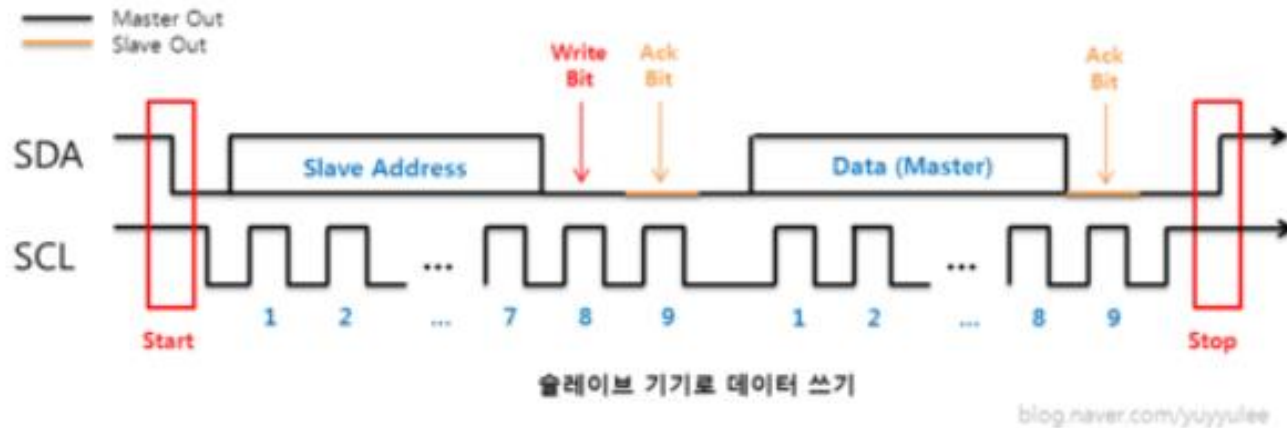 Master Out
Slave Out
Write
Bit
Ack
Bit
Ack
Bit
SDA
Slave Address
Data (Master)
SCL
...
...
1 2 ... 7 8 9 1 2 ... 8 9
Start
Stop
슬레이브 기기로 데이터 쓰기
blog.naver.com/yuyyulee